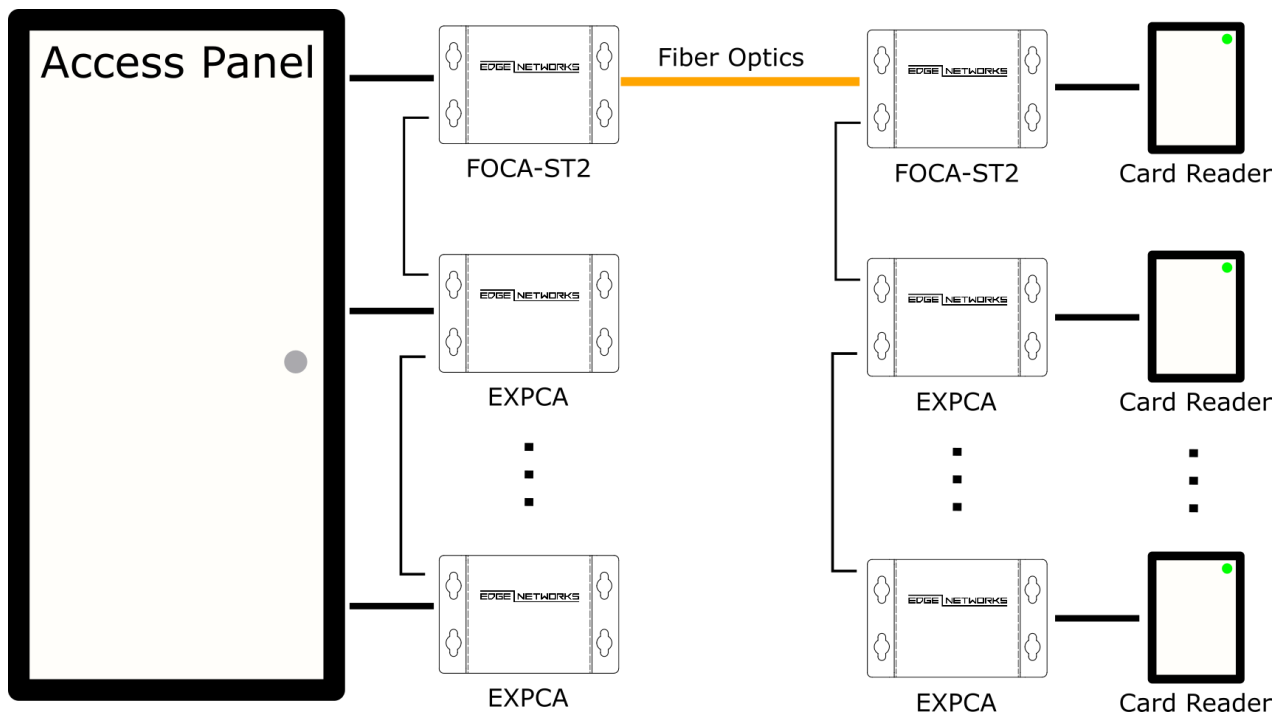 Access Panel
EDGE NETWORKS
FOCA-ST2
Fiber Optics
EDGE NETWORKS
FOCA-ST2
Card Reader
EDGE NETWORKS
EXPCA
EDGE NETWORKS
EXPCA
Card Reader
EDGE NETWORKS
EXPCA
EDGE NETWORKS
EXPCA
Card Reader